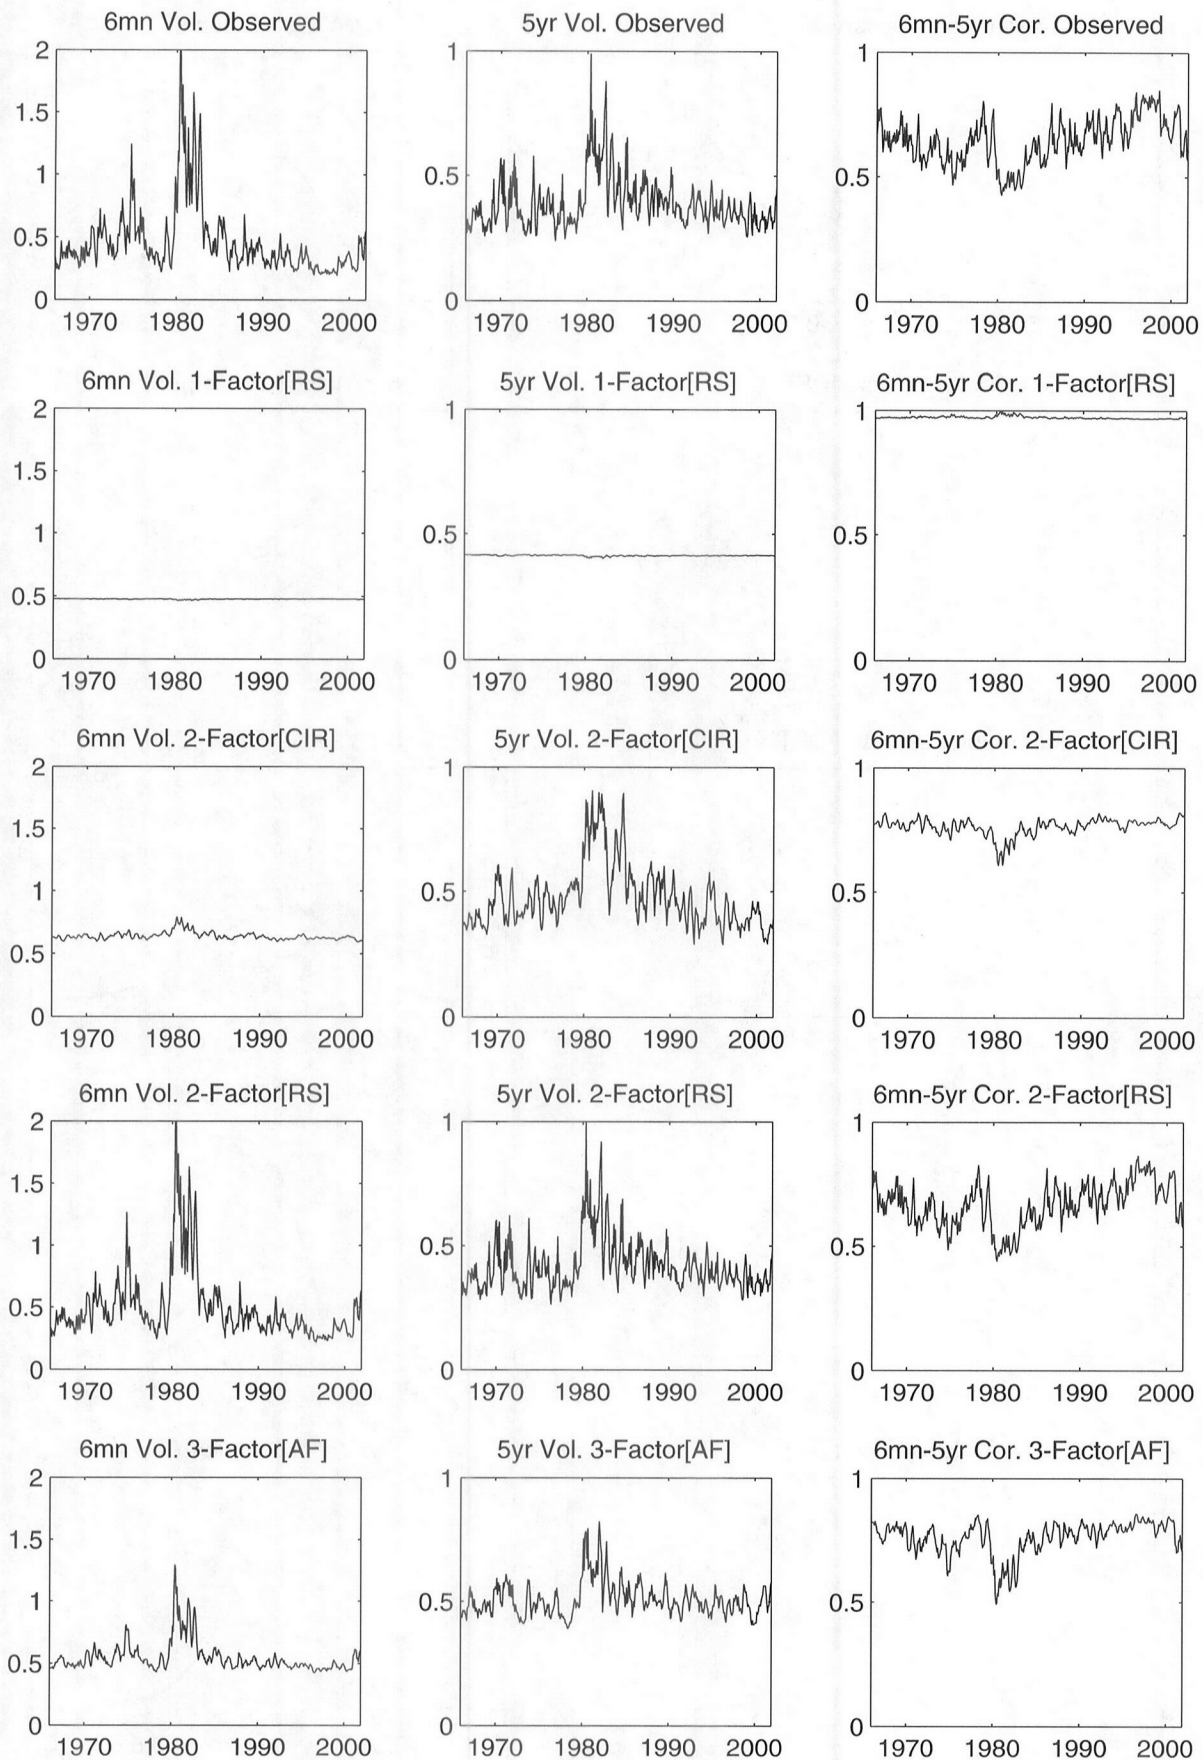 6mn Vol. Observed
2
1.5
1
0.5
0
1970 1980 1990 2000
5yr Vol. Observed
1
0.5
0
1970 1980 1990 2000
6mn-5yr Cor. Observed
1
0.5
0
1970 1980 1990 2000
6mn Vol. 1-Factor[RS]
2
1.5
1
0.5
0
1970 1980 1990 2000
5yr Vol. 1-Factor[RS]
1
0.5
0
1970 1980 1990 2000
6mn-5yr Cor. 1-Factor[RS]
1
0.5
0
1970 1980 1990 2000
6mn Vol. 2-Factor[CIR]
2
1.5
1
0.5
0
1970 1980 1990 2000
5yr Vol. 2-Factor[CIR]
1
0.5
0
1970 1980 1990 2000
6mn-5yr Cor. 2-Factor[CIR]
1
0.5
0
1970 1980 1990 2000
6mn Vol. 2-Factor[RS]
2
1.5
1
0.5
0
1970 1980 1990 2000
5yr Vol. 2-Factor[RS]
1
0.5
0
1970 1980 1990 2000
6mn-5yr Cor. 2-Factor[RS]
1
0.5
0
1970 1980 1990 2000
6mn Vol. 3-Factor[AF]
2
1.5
1
0.5
0
1970 1980 1990 2000
5yr Vol. 3-Factor[AF]
1
0.5
0
1970 1980 1990 2000
6mn-5yr Cor. 3-Factor[AF]
1
0.5
0
1970 1980 1990 2000